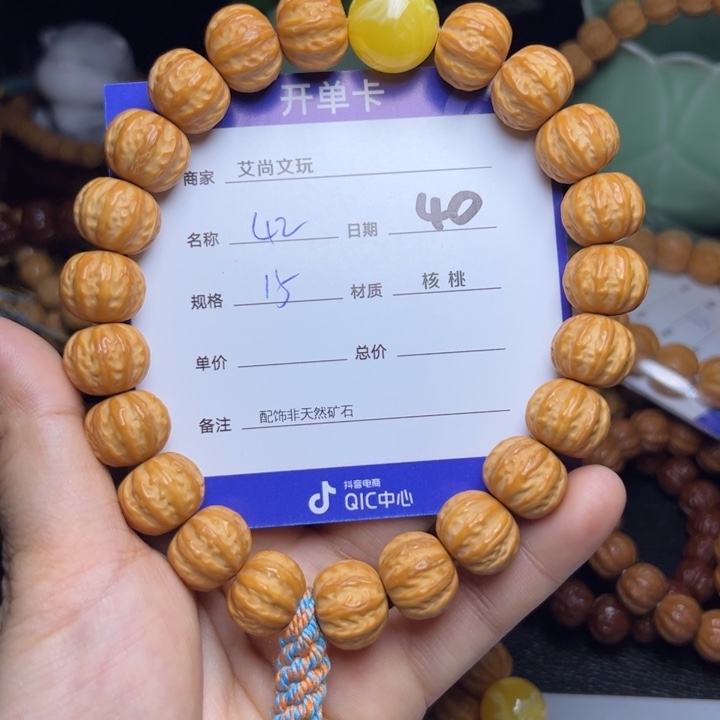 开单卡
商家 艾尚文玩
名称 42 日期 40
规格 15 材质 核桃
单价 总价
备注 配饰非天然矿石
抖音电商
QIC中心